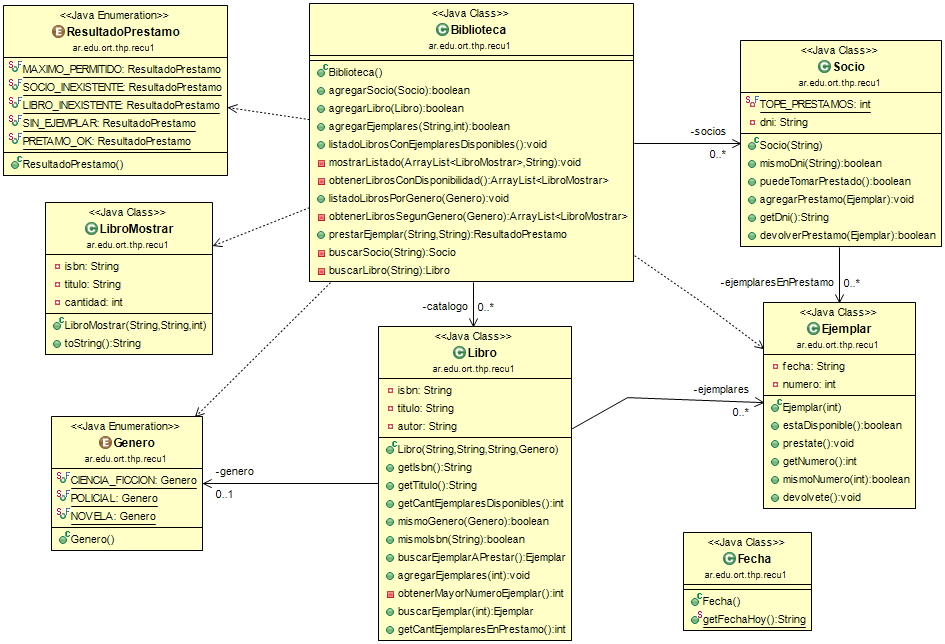 <<Java Enumeration>>
ResultadoPrestamo
ar.edu.ort.thp.recu1
MAXIMO_PERMITIDO: ResultadoPrestamo
SOCIO_INEXISTENTE: ResultadoPrestamo
LIBRO_INEXISTENTE: ResultadoPrestamo
SIN_EJEMPLAR: ResultadoPrestamo
PRETAMO_OK: ResultadoPrestamo
ResultadoPrestamo()
<<Java Class>>
Biblioteca
ar.edu.ort.thp.recu1
Biblioteca()
agregarSocio(Socio):boolean
agregarLibro(Libro):boolean
agregarEjemplares(String,int):boolean
listadoLibrosConEjemplaresDisponibles():void
mostrarListado(ArrayList<LibroMostrar>,String):void
obtenerLibrosConDisponibilidad():ArrayList<LibroMostrar>
listadoLibrosPorGenero(Genero):void
obtenerLibrosSegunGenero(Genero):ArrayList<LibroMostrar>
prestarEjemplar(String,String):ResultadoPrestamo
buscarSocio(String):Socio
buscarLibro(String):Libro
-socios
0..*
<<Java Class>>
Socio
ar.edu.ort.thp.recu1
TOPE_PRESTAMOS: int
dni: String
Socio(String)
mismoDni(String):boolean
puedeTomarPrestado():boolean
agregarPrestamo(Ejemplar):void
getDni():String
devolverPrestamo(Ejemplar):boolean
<<Java Class>>
LibroMostrar
ar.edu.ort.thp.recu1
isbn: String
titulo: String
cantidad: int
LibroMostrar(String,String,int)
toString():String
-catalogo
0..*
-ejemplaresEnPrestamo
0..*
<<Java Class>>
Ejemplar
ar.edu.ort.thp.recu1
fecha: String
numero: int
Ejemplar(int)
estaDisponible():boolean
prestate():void
getNumero():int
mismoNumero(int):boolean
devolvete():void
<<Java Class>>
Libro
ar.edu.ort.thp.recu1
isbn: String
titulo: String
autor: String
Libro(String,String,String,Genero)
getIsbn():String
getTitulo():String
getCantEjemplaresDisponibles():int
mismoGenero(Genero):boolean
mismoIsbn(String):boolean
buscarEjemplarAPrestar():Ejemplar
agregarEjemplares(int):void
obtenerMayorNumeroEjemplar():int
buscarEjemplar(int):Ejemplar
getCantEjemplaresEnPrestamo():int
-ejemplares
0..*
<<Java Enumeration>>
Genero
ar.edu.ort.thp.recu1
CIENCIA_FICCION: Genero
POLICIAL: Genero
NOVELA: Genero
Genero()
-genero
0..1
<<Java Class>>
Fecha
ar.edu.ort.thp.recu1
Fecha()
getFechaHoy():String